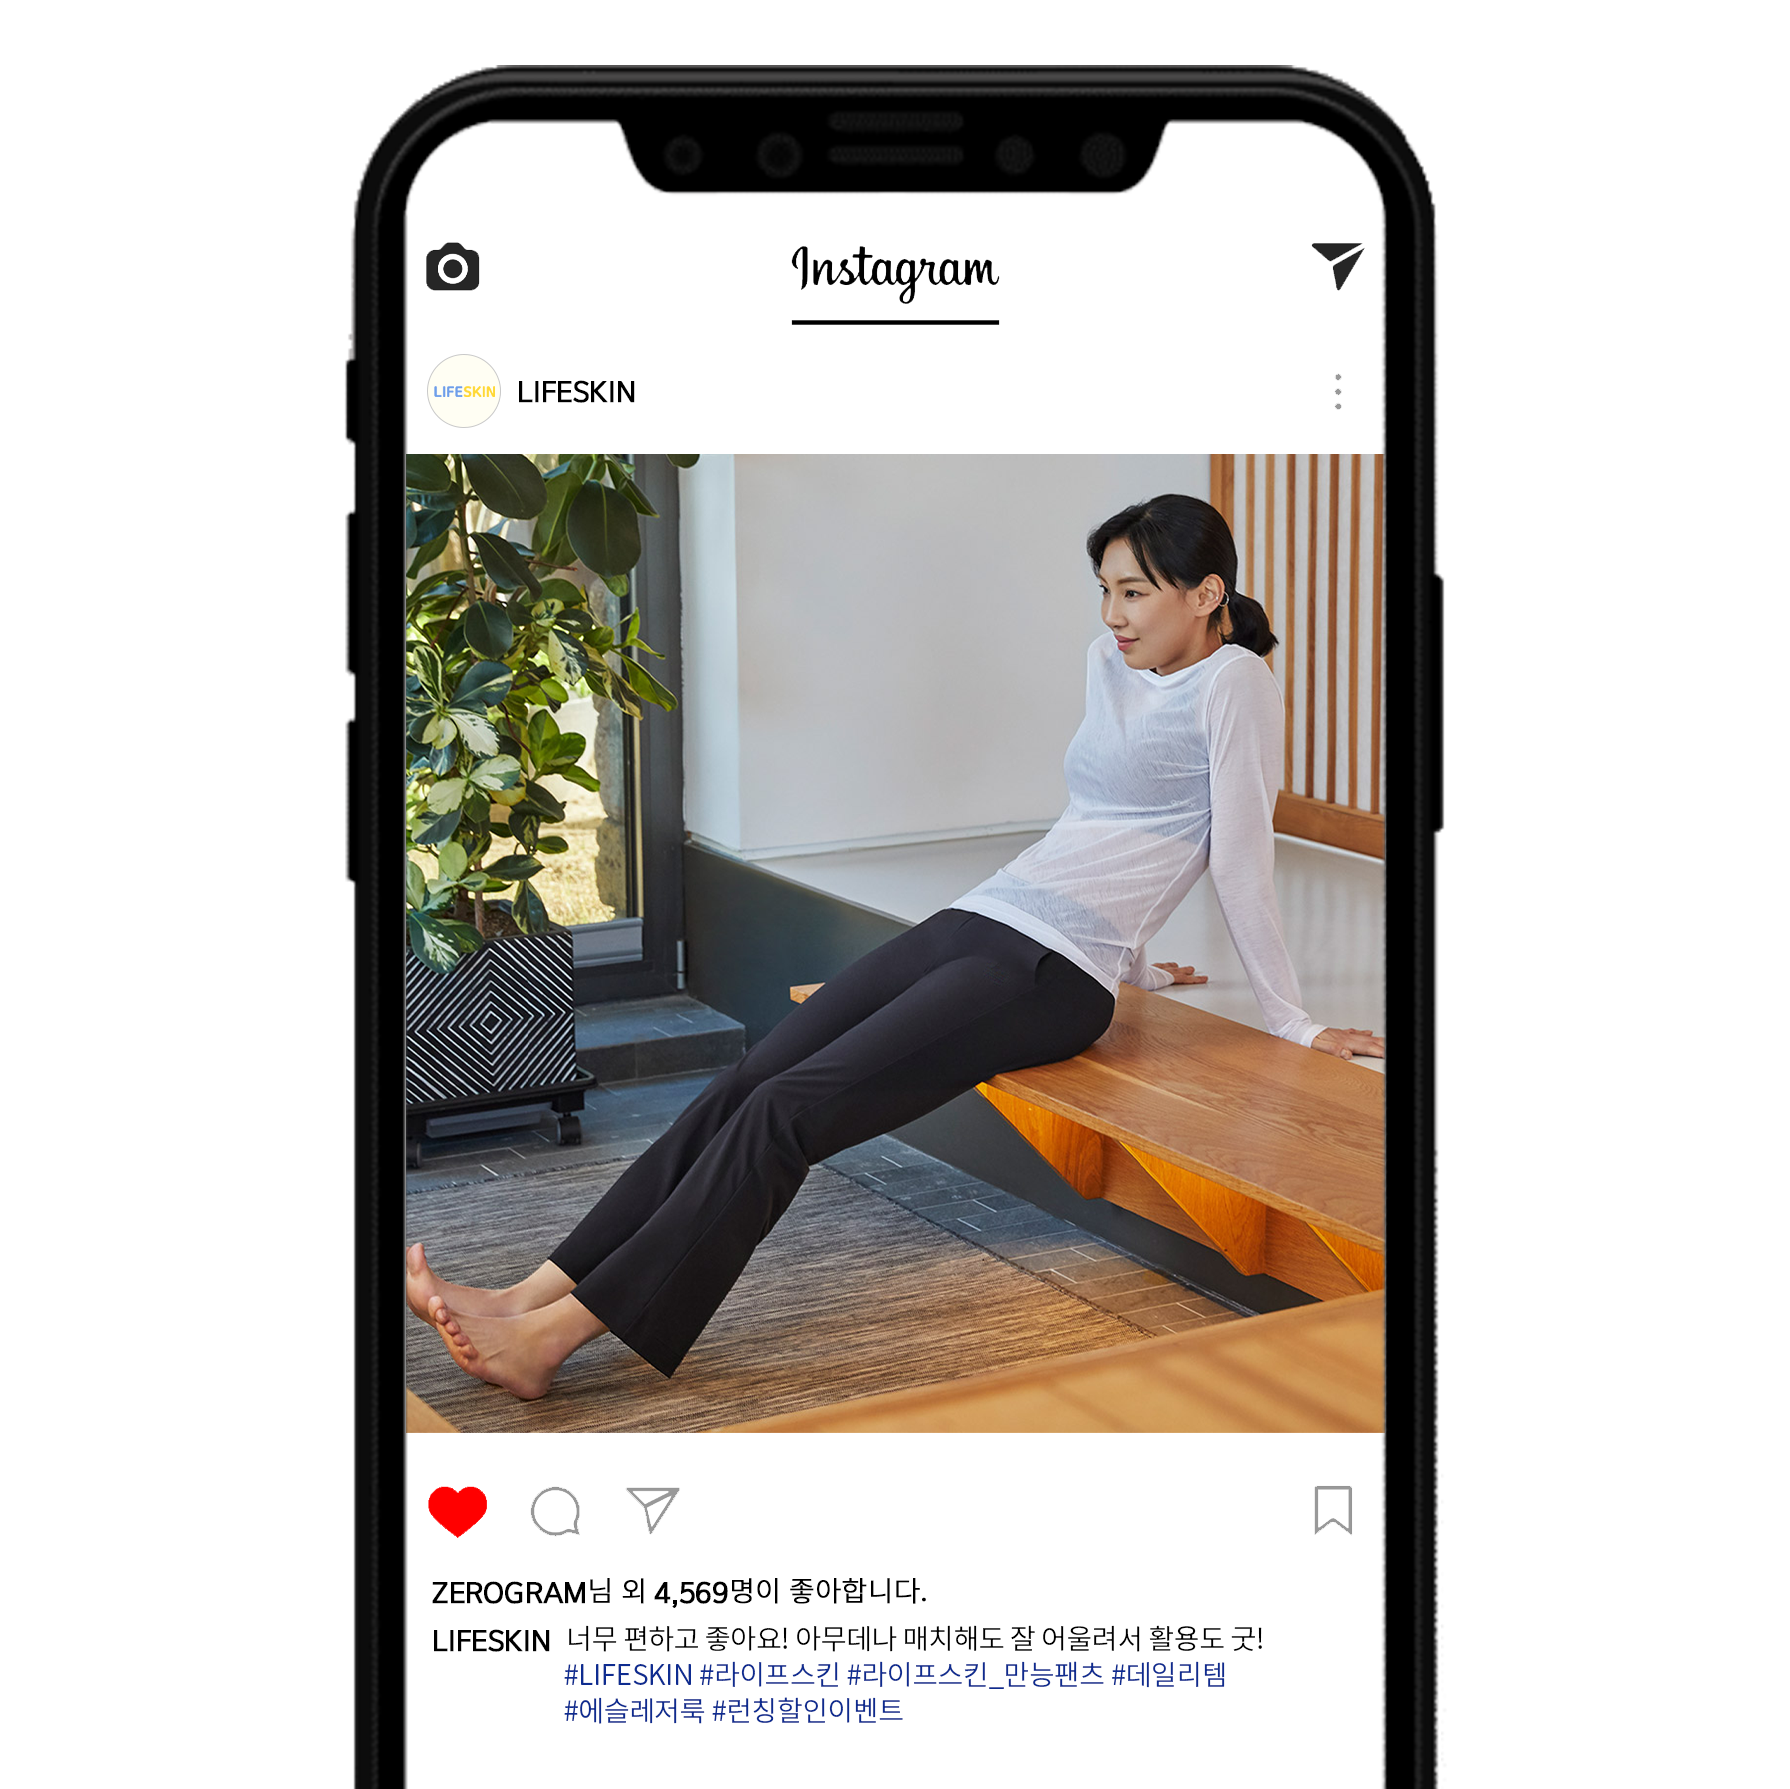 Instagram
LIFESKIN LIFESKIN
ZEROGRAM님 외 4,569명이 좋아합니다.
LIFESKIN 너무 편하고 좋아요! 아무데나 매치해도 잘 어울려서 활용도 굿!
#LIFESKIN #라이프스킨 #라이프스킨_만능팬츠 #데일리템
#에슬레저룩 #런칭할인이벤트